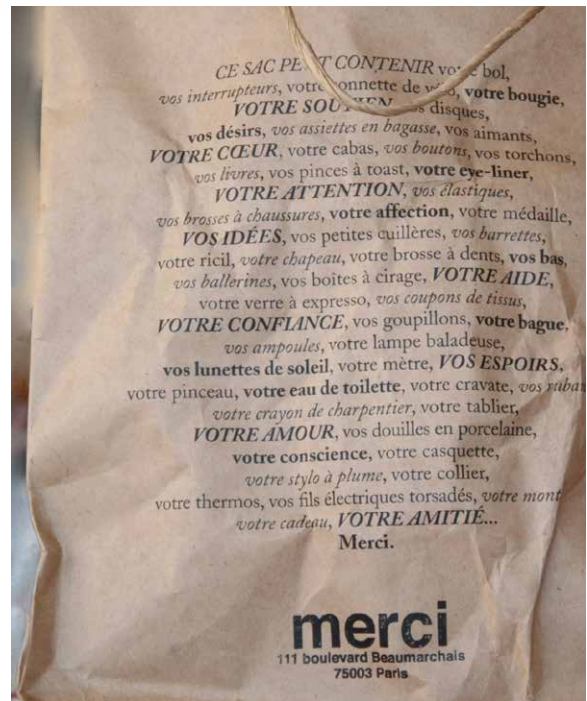 CE SAC PEUT CONTENIR votre bol,
vos interrupteurs, votre sonnette de vélo, votre bougie,
VOTRE SOUTIEN, vos disques,
vos désirs, vos assiettes en bagasse, vos aimants,
VOTRE CŒUR, votre cabas, vos boutons, vos torchons,
vos livres, vos pinces à toast, votre eye-liner,
VOTRE ATTENTION, vos élastiques,
vos brosses à chaussures, votre affection, votre médaille,
VOS IDÉES, vos petites cuillères, vos barrettes,
votre ricil, votre chapeau, votre brosse à dents, vos bas,
vos ballerines, vos boîtes à cirage, VOTRE AIDE,
votre verre à expresso, vos coupons de tissus,
VOTRE CONFIANCE, vos goupillons, votre bague,
vos ampoules, votre lampe baladeuse,
vos lunettes de soleil, votre mètre, VOS ESPOIRS,
votre pinceau, votre eau de toilette, votre cravate, vos
votre crayon de charpentier, votre tablier,
VOTRE AMOUR, vos douilles en porcelaine,
votre conscience, votre casquette,
votre stylo à plume, votre collier,
votre thermos, vos fils électriques torsadés, votre
votre cadeau, VOTRE AMITIÉ...
Merci.
merci
111 boulevard Beaumarchais
75003 Paris